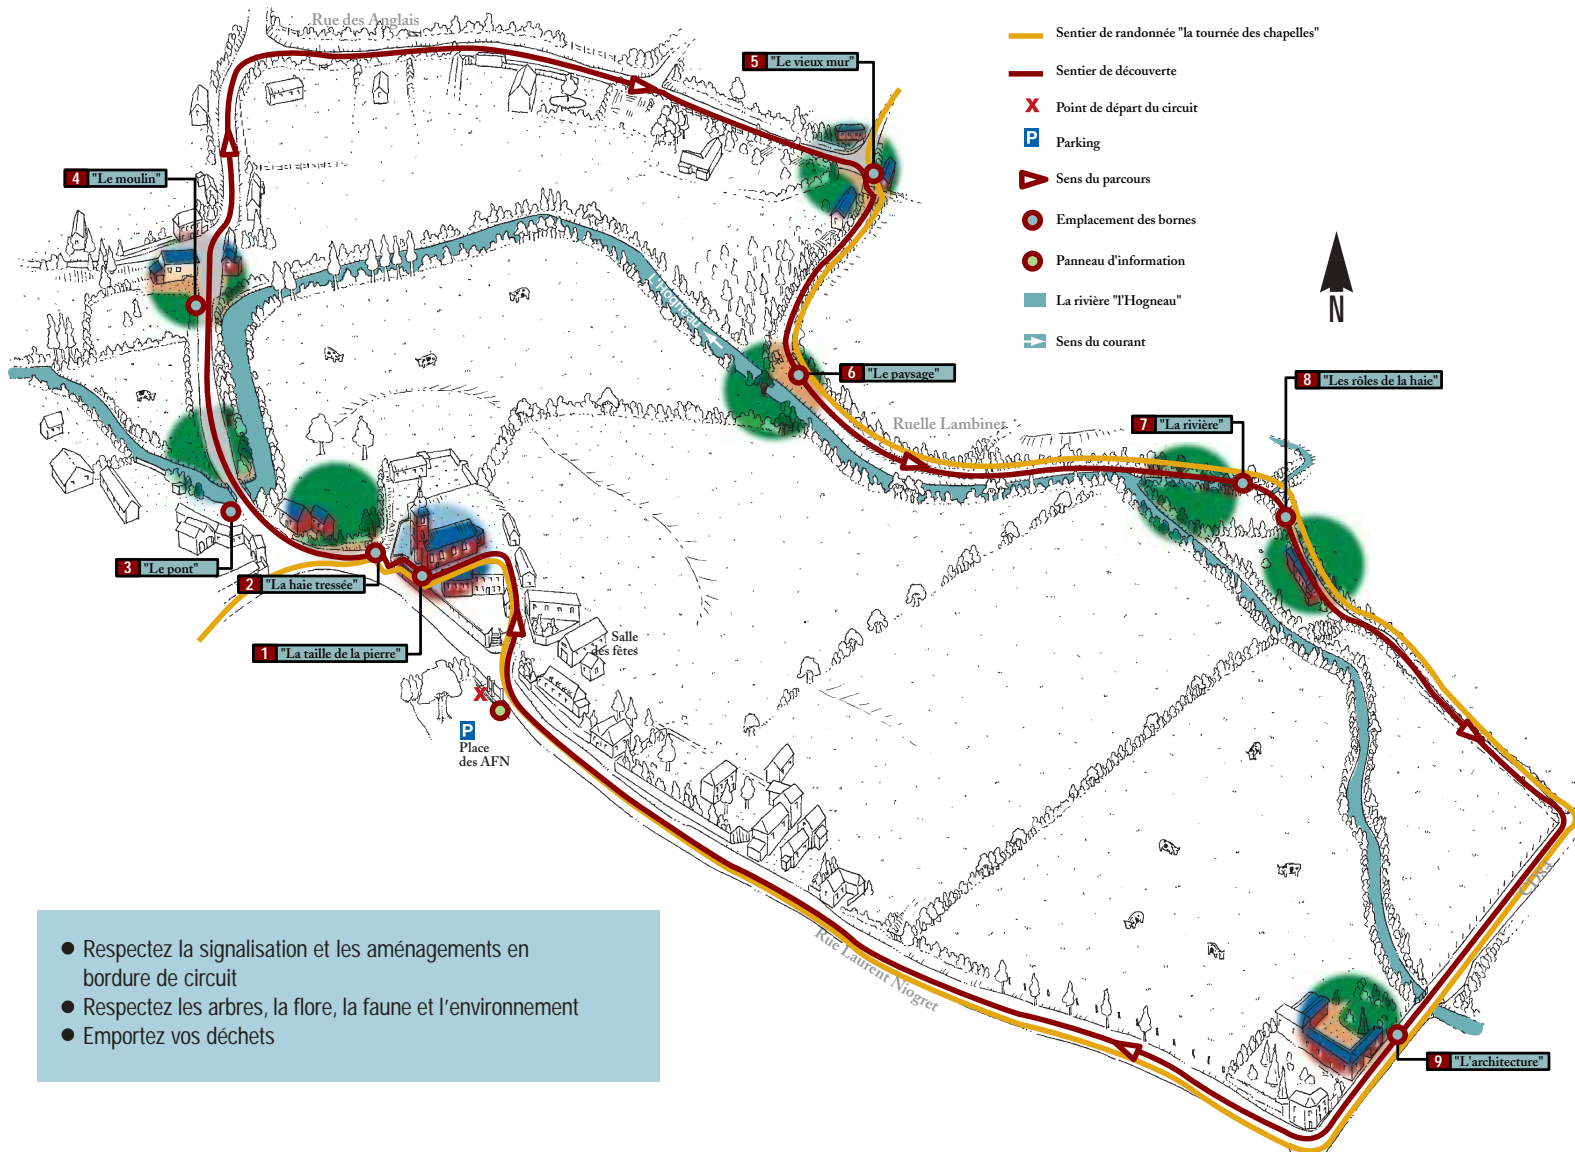 Rue des Anglais
5 "Le vieux mur"
4 "Le moulin"
L'Hogneau
6 "Le paysage"
Ruelle Lambinet
7 "La rivière"
8 "Les rôles de la haie"
3 "Le pont"
2 "La haie tressée"
1 "La taille de la pierre"
Salle
des fêtes
X
P
Place
des AFN
Rue Laurent Niogret
CD84
9 "L'architecture"
Sentier de randonnée "la tournée des chapelles"
Sentier de découverte
X Point de départ du circuit
P Parking
Sens du parcours
Emplacement des bornes
Panneau d'information
La rivière "l'Hogneau"
Sens du courant
N
● Respectez la signalisation et les aménagements en
bordure de circuit
● Respectez les arbres, la flore, la faune et l'environnement
● Emportez vos déchets